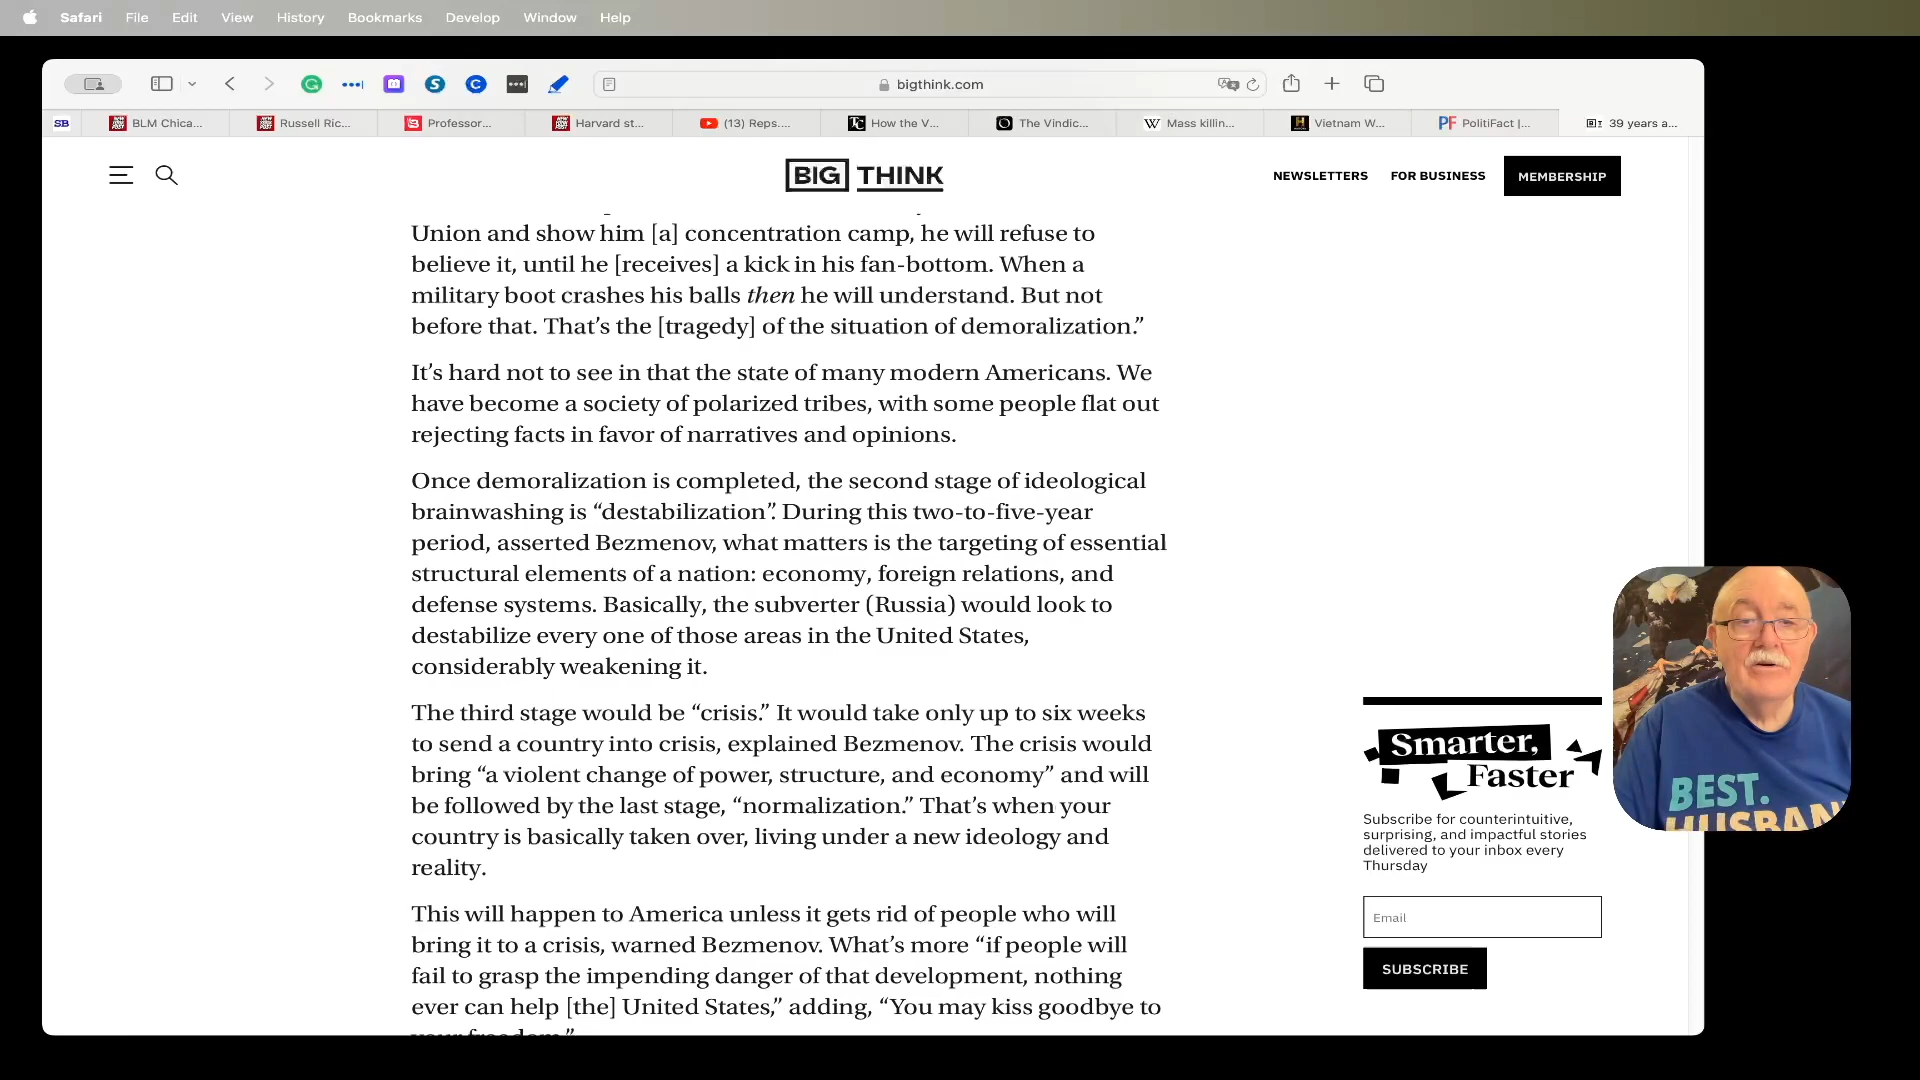 Safari File Edit View History Bookmarks Develop Window Help
bigthink.com
SB BLM Chica... Russell Ric... Professor... Harvard st... (13) Reps.... How the V... The Vindic... Mass killin... Vietnam W... PolitiFact |... 39 years a...
BIG THINK
NEWSLETTERS FOR BUSINESS MEMBERSHIP
Union and show him [a] concentration camp, he will refuse to
believe it, until he [receives] a kick in his fan-bottom. When a
military boot crashes his balls then he will understand. But not
before that. That’s the [tragedy] of the situation of demoralization.”
It’s hard not to see in that the state of many modern Americans. We
have become a society of polarized tribes, with some people flat out
rejecting facts in favor of narratives and opinions.
Once demoralization is completed, the second stage of ideological
brainwashing is “destabilization”. During this two-to-five-year
period, asserted Bezmenov, what matters is the targeting of essential
structural elements of a nation: economy, foreign relations, and
defense systems. Basically, the subverter (Russia) would look to
destabilize every one of those areas in the United States,
considerably weakening it.
The third stage would be “crisis.” It would take only up to six weeks
to send a country into crisis, explained Bezmenov. The crisis would
bring “a violent change of power, structure, and economy” and will
be followed by the last stage, “normalization.” That’s when your
country is basically taken over, living under a new ideology and
reality.
This will happen to America unless it gets rid of people who will
bring it to a crisis, warned Bezmenov. What’s more “if people will
fail to grasp the impending danger of that development, nothing
ever can help [the] United States,” adding, “You may kiss goodbye to
your freedom.”
Smarter,
Faster
Subscribe for counterintuitive,
surprising, and impactful stories
delivered to your inbox every
Thursday
Email
SUBSCRIBE
BEST.
HUSBAN